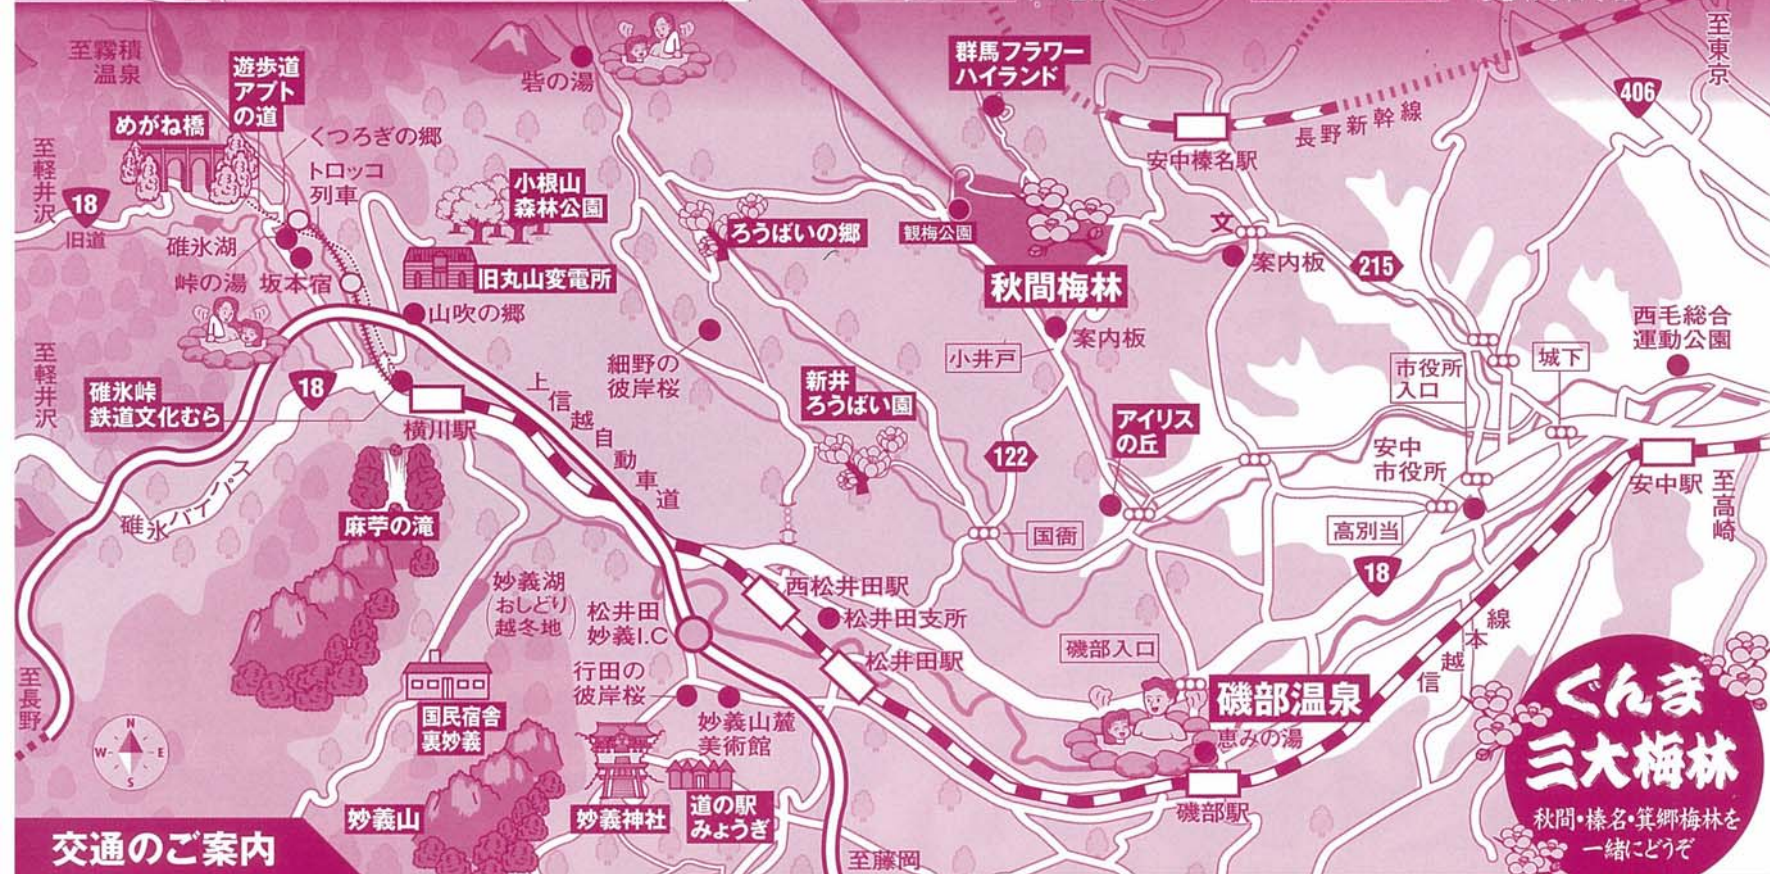 至霧積
温泉
遊歩道
アプト
の道
砦の湯
群馬フラワー
ハイランド
至東京
406
めがね橋
くつろぎの郷
トロッコ
列車
至軽井沢
18
旧道
小根山
森林公園
長野新幹線
安中榛名駅
碓氷湖
峠の湯
坂本宿
旧丸山変電所
山吹の郷
ろうばいの郷
観梅公園
秋間梅林
文
案内板
215
至軽井沢
細野の
彼岸桜
小井戸
案内板
西毛総合
運動公園
市役所
入口
城下
碓氷峠
鉄道文化むら
18
横川駅
上信越自動車道
新井
ろうばい園
アイリス
の丘
122
安中
市役所
安中駅
至高崎
碓氷バイパス
麻苧の滝
国衙
高別当
18
妙義湖
(おしどり
越冬地)
松井田
妙義I.C
西松井田駅
松井田支所
松井田駅
磯部入口
信越本線
至長野
N
W
E
S
国民宿舎
裏妙義
行田の
彼岸桜
妙義山麓
美術館
磯部温泉
恵みの湯
磯部駅
妙義山
妙義神社
道の駅
みょうぎ
至藤岡
ぐんま
三大梅林
秋間・榛名・箕郷梅林を
一緒にどうぞ
交通のご案内